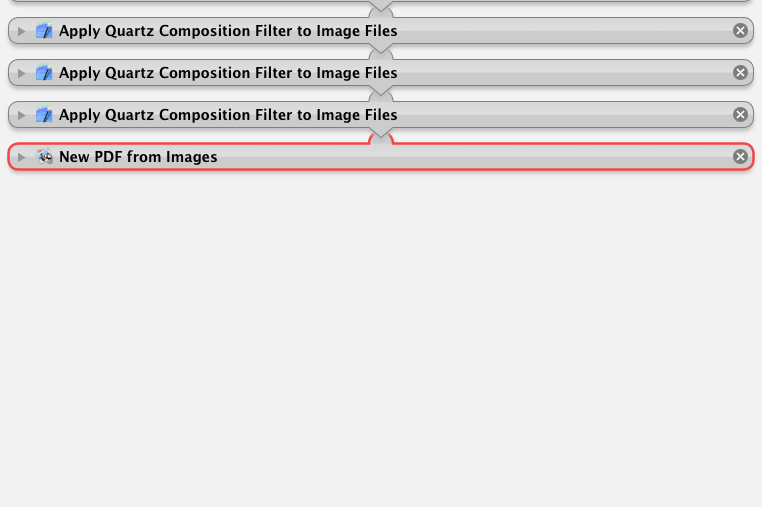 Apply Quartz Composition Filter to Image Files
Apply Quartz Composition Filter to Image Files
Apply Quartz Composition Filter to Image Files
New PDF from Images